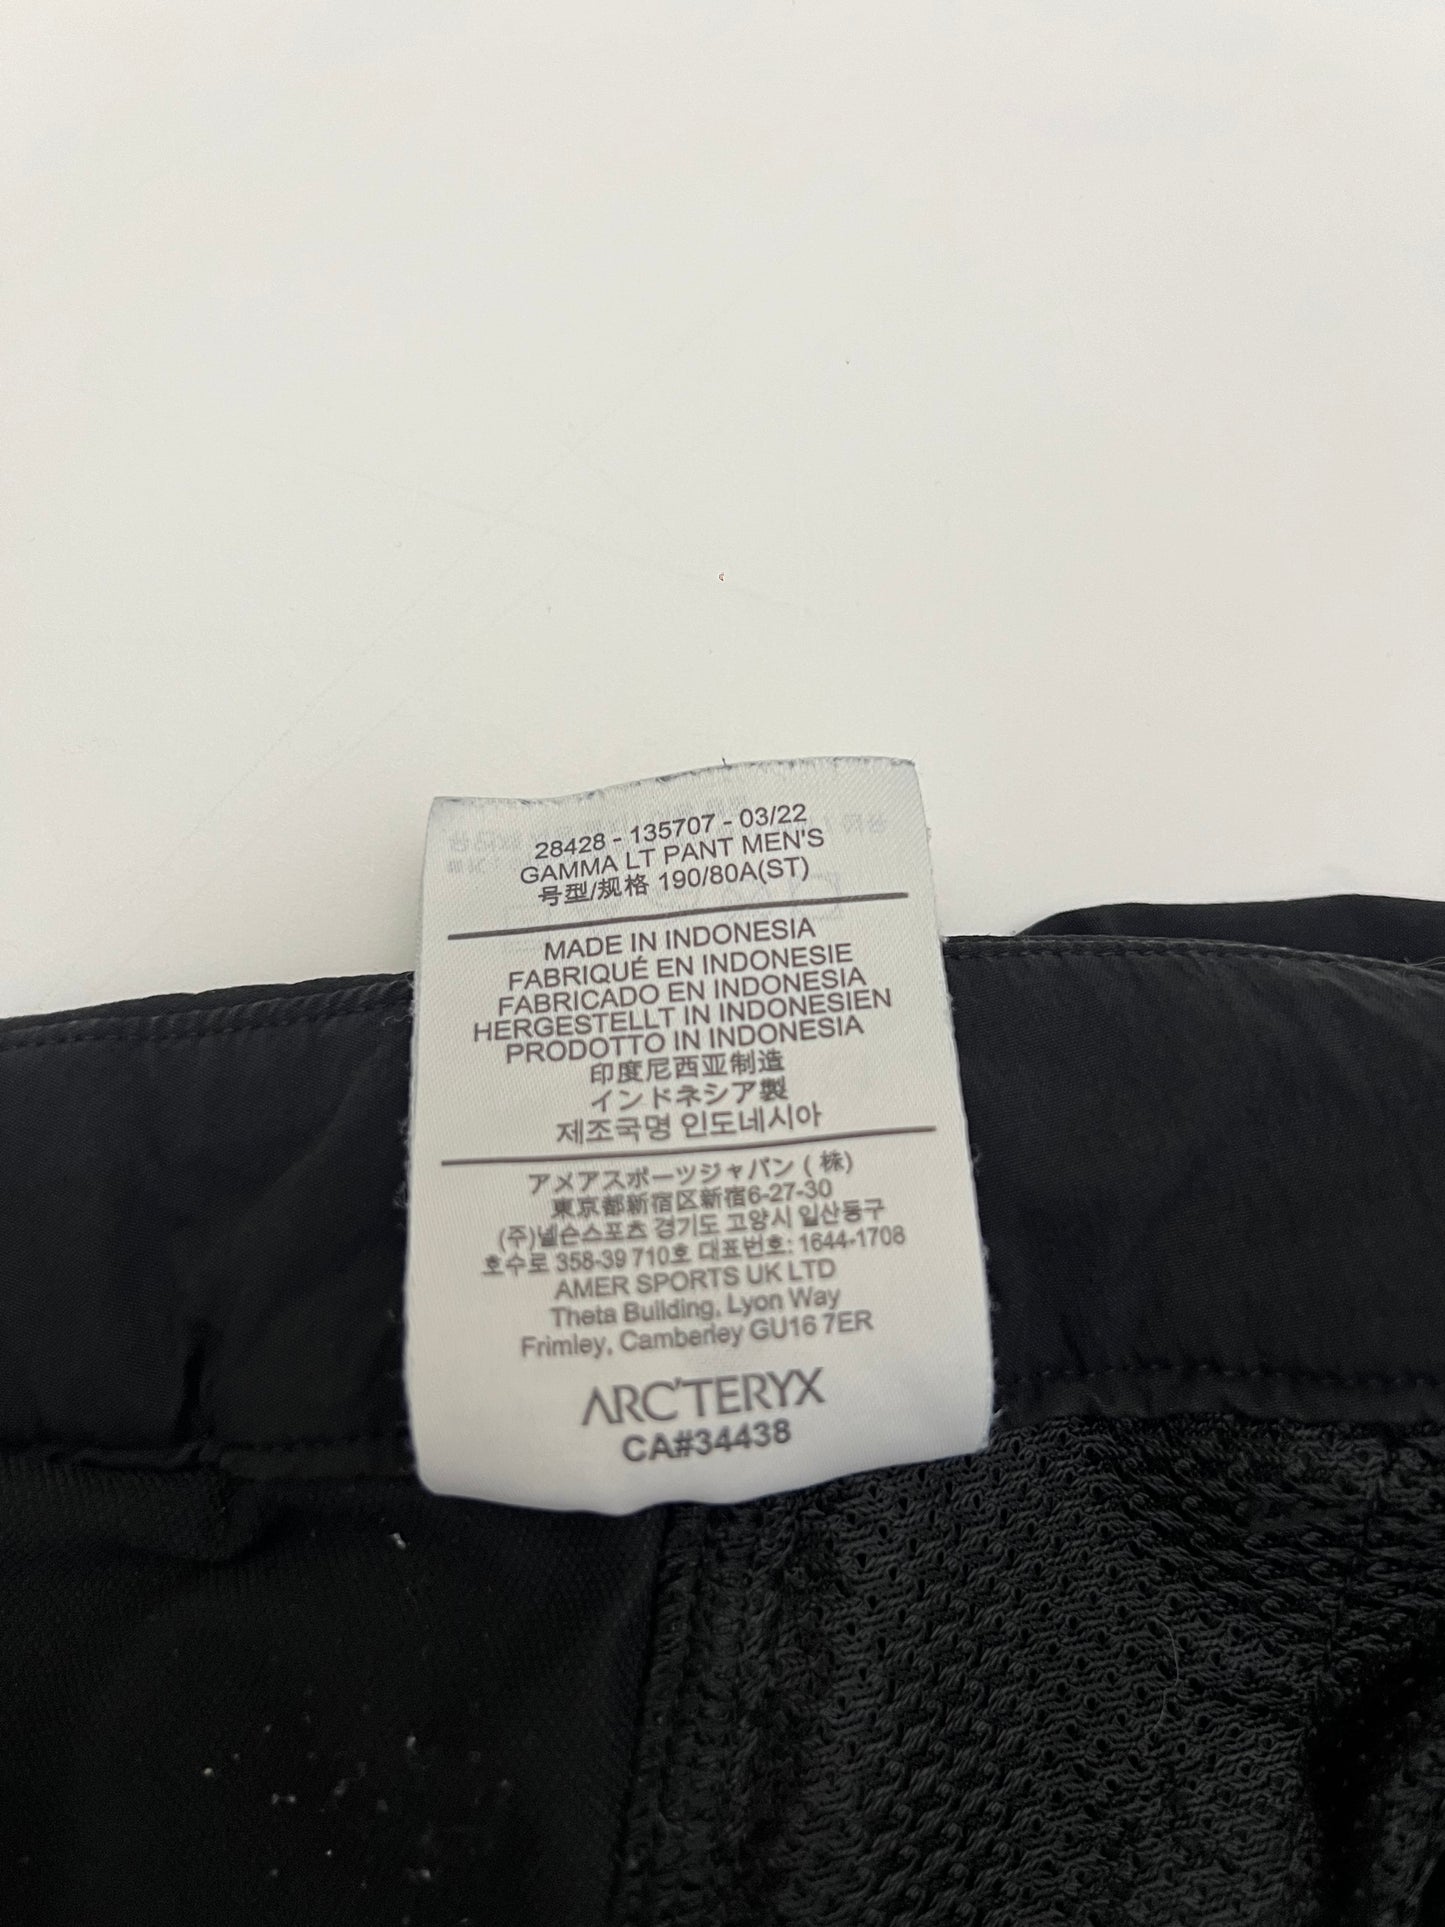 28428 - 135707 - 03/22
GAMMA LT PANT MEN'S
号型/规格 190/80A(ST)
MADE IN INDONESIA
FABRIQUÉ EN INDONESIE
FABRICADO EN INDONESIA
HERGESTELLT IN INDONESIEN
PRODOTTO IN INDONESIA
印度尼西亚制造
インドネシア製
제조국명 인도네시아
アメアスポーツジャパン ( 株)
東京都新宿区新宿6-27-30
(주)넬슨스포츠 경기도 고양시 일산동구
호수로 358-39 710호 대표번호: 1644-1708
AMER SPORTS UK LTD
Theta Building, Lyon Way
Frimley, Camberley GU16 7ER
ARC'TERYX
CA#34438